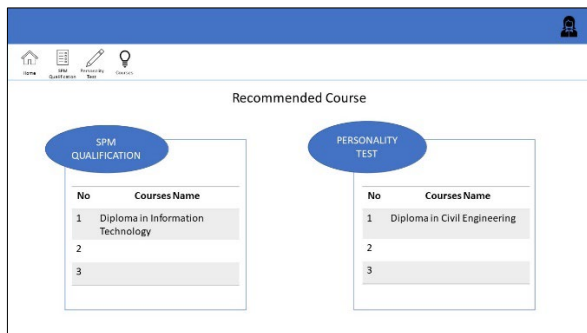 Home
SPM
Qualification
Personality
Test
Courses
Recommended Course
SPM
QUALIFICATION
No Courses Name
1 Diploma in Information
Technology
2
3
PERSONALITY
TEST
No Courses Name
1 Diploma in Civil Engineering
2
3